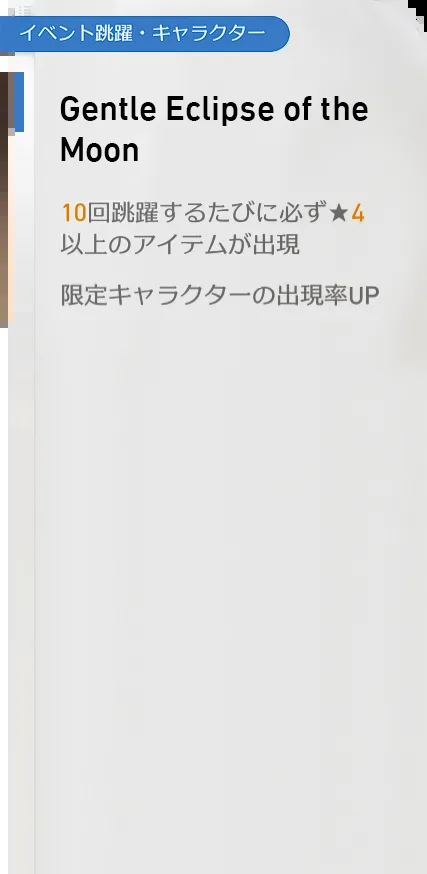 イベント跳躍・キャラクター
Gentle Eclipse of the
Moon
10回跳躍するたびに必ず★4
以上のアイテムが出現
限定キャラクターの出現率UP